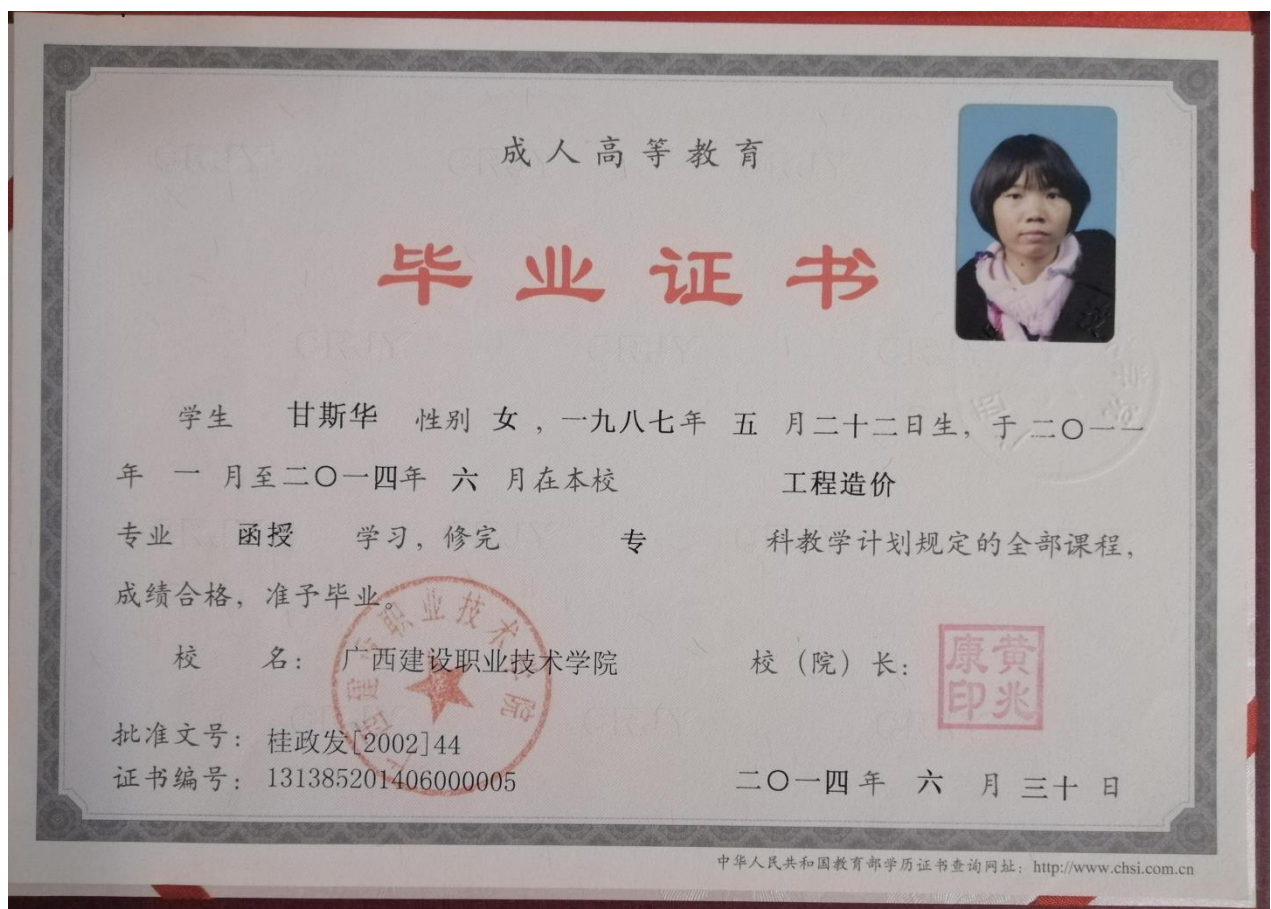 成人高等教育
毕业证书
学生 甘斯华 性别 女 ，一九八七年 五 月二十二日生，于 二〇一一
年 一 月至二〇一四年 六 月在本校 工程造价
专业 函授 学习，修完 专 科教学计划规定的全部课程，
成绩合格，准予毕业。
校 名： 广西建设职业技术学院 校（院）长： 黄兆康印
批准文号： 桂政发[2002]44
证书编号： 131385201406000005 二〇一四年 六 月 三十 日
中华人民共和国教育部学历证书查询网址：http://www.chsi.com.cn